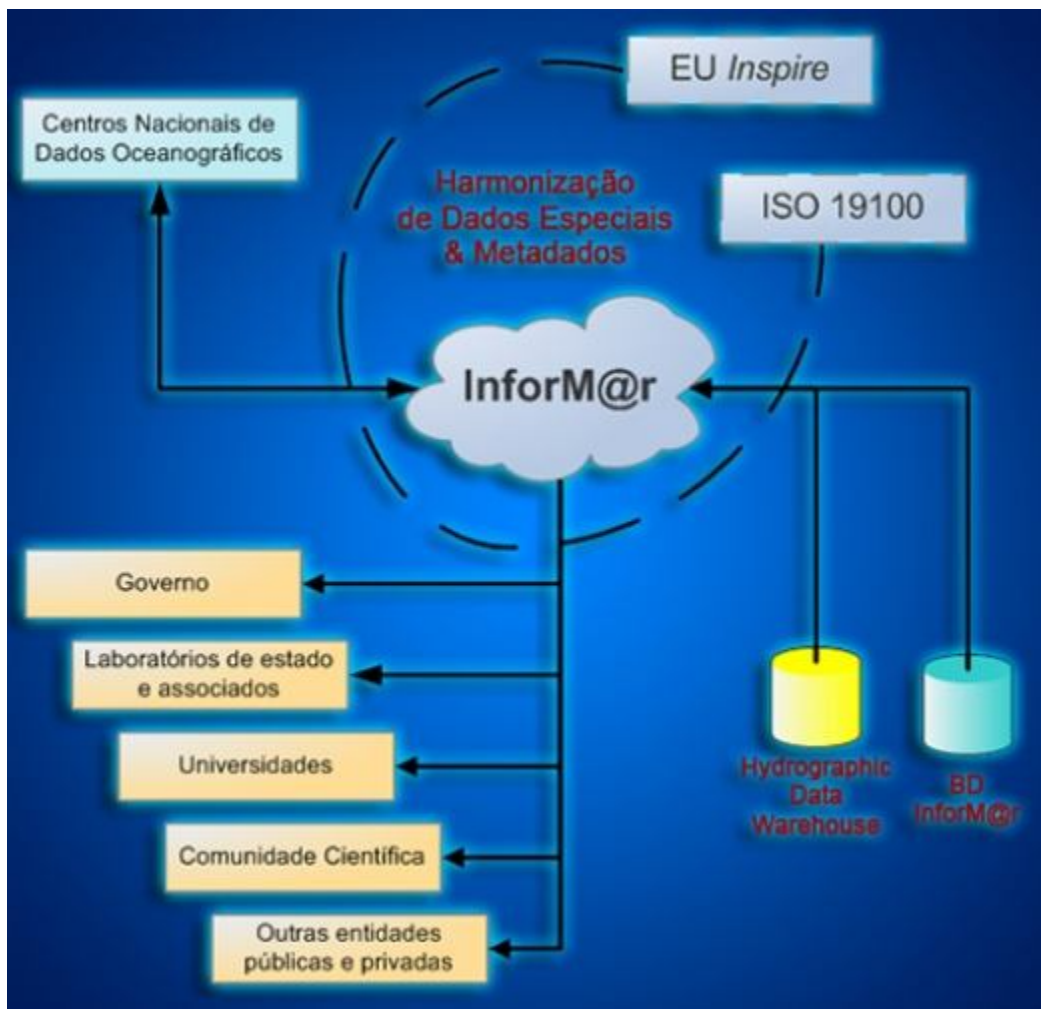 EU Inspire
Centros Nacionais de
Dados Oceanográficos
Harmonização
de Dados Especiais
& Metadados
ISO 19100
InforM@r
Governo
Laboratórios de estado
e associados
Universidades
Comunidade Científica
Outras entidades
públicas e privadas
Hydrographic
Data
Warehouse
BD
InforM@r